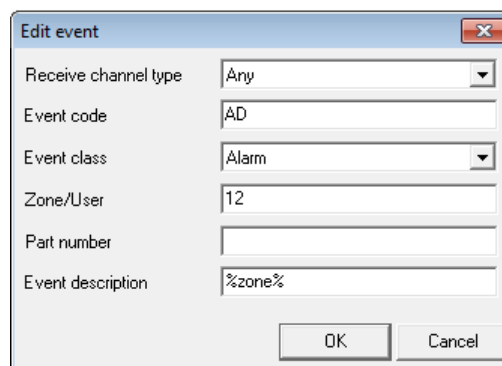 Edit event
Receive channel type Any
Event code AD
Event class Alarm
Zone/User 12
Part number
Event description %zone%
OK Cancel